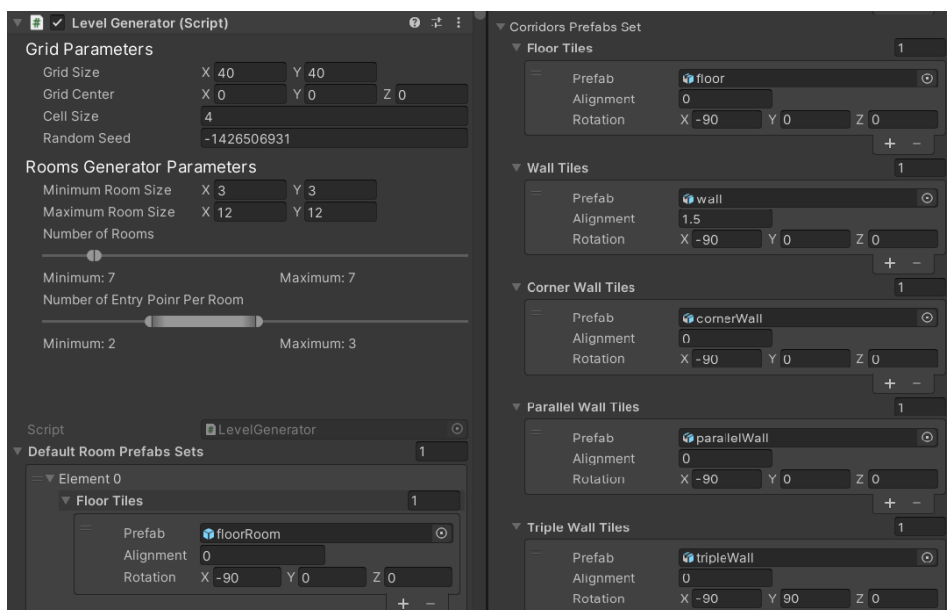 Level Generator (Script)
Grid Parameters
Grid Size X 40 Y 40
Grid Center X 0 Y 0 Z 0
Cell Size 4
Random Seed -1426506931
Rooms Generator Parameters
Minimum Room Size X 3 Y 3
Maximum Room Size X 12 Y 12
Number of Rooms
Minimum: 7 Maximum: 7
Number of Entry Poinr Per Room
Minimum: 2 Maximum: 3
Script # LevelGenerator
Default Room Prefabs Sets 1
Element 0
Floor Tiles 1
Prefab floorRoom
Alignment 0
Rotation X -90 Y 0 Z 0
+ −
Corridors Prefabs Set
Floor Tiles 1
Prefab floor
Alignment 0
Rotation X -90 Y 0 Z 0
+ −
Wall Tiles 1
Prefab wall
Alignment 1.5
Rotation X -90 Y 0 Z 0
+ −
Corner Wall Tiles 1
Prefab cornerWall
Alignment 0
Rotation X -90 Y 0 Z 0
+ −
Parallel Wall Tiles 1
Prefab parallelWall
Alignment 0
Rotation X -90 Y 0 Z 0
+ −
Triple Wall Tiles 1
Prefab tripleWall
Alignment 0
Rotation X -90 Y 90 Z 0